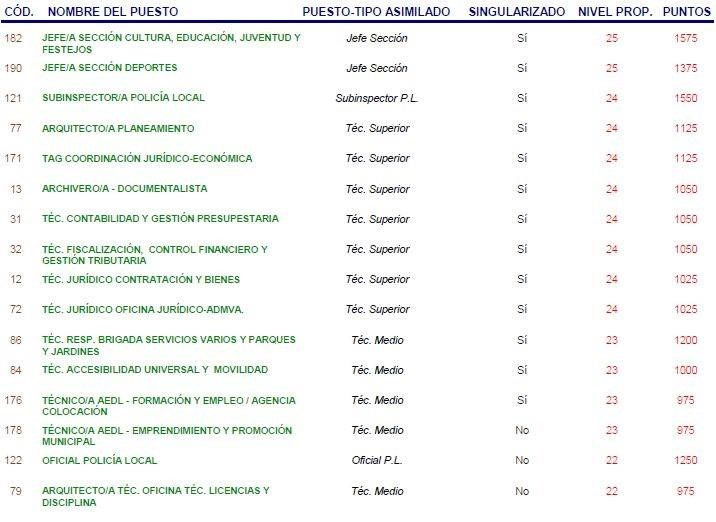 CÓD. NOMBRE DEL PUESTO PUESTO-TIPO ASIMILADO SINGULARIZADO NIVEL PROP. PUNTOS
182 JEFE/A SECCIÓN CULTURA, EDUCACIÓN, JUVENTUD Y Jefe Sección Sí 25 1575
FESTEJOS
190 JEFE/A SECCIÓN DEPORTES Jefe Sección Sí 25 1375
121 SUBINSPECTOR/A POLICÍA LOCAL Subinspector P.L. Sí 24 1550
77 ARQUITECTO/A PLANEAMIENTO Téc. Superior Sí 24 1125
171 TAG COORDINACIÓN JURÍDICO-ECONÓMICA Téc. Superior Sí 24 1125
13 ARCHIVERO/A - DOCUMENTALISTA Téc. Superior Sí 24 1050
31 TÉC. CONTABILIDAD Y GESTIÓN PRESUPESTARIA Téc. Superior Sí 24 1050
32 TÉC. FISCALIZACIÓN, CONTROL FINANCIERO Y Téc. Superior Sí 24 1050
GESTIÓN TRIBUTARIA
12 TÉC. JURÍDICO CONTRATACIÓN Y BIENES Téc. Superior Sí 24 1025
72 TÉC. JURÍDICO OFICINA JURÍDICO-ADMVA. Téc. Superior Sí 24 1025
86 TÉC. RESP. BRIGADA SERVICIOS VARIOS Y PARQUES Téc. Medio Sí 23 1200
Y JARDINES
84 TÉC. ACCESIBILIDAD UNIVERSAL Y MOVILIDAD Téc. Medio Sí 23 1000
176 TÉCNICO/A AEDL - FORMACIÓN Y EMPLEO / AGENCIA Téc. Medio Sí 23 975
COLOCACIÓN
178 TÉCNICO/A AEDL - EMPRENDIMIENTO Y PROMOCIÓN Téc. Medio No 23 975
MUNICIPAL
122 OFICIAL POLICÍA LOCAL Oficial P.L. No 22 1250
79 ARQUITECTO/A TÉC. OFICINA TÉC. LICENCIAS Y Téc. Medio No 22 975
DISCIPLINA